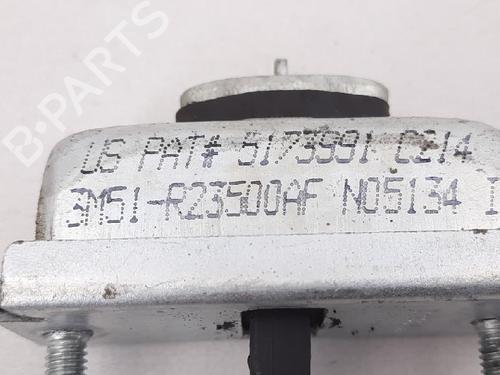 B-PARTS
US PAT# 5173991 C214
3M51-R23500AF N05134 I